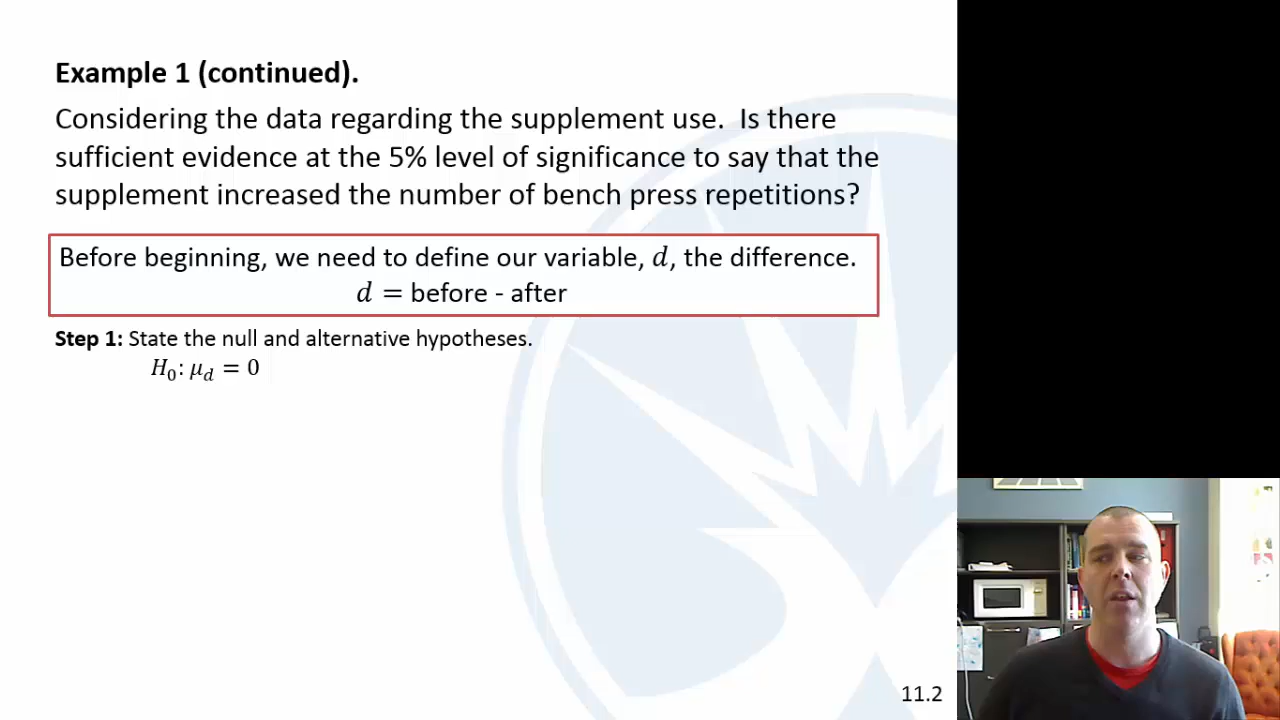 Example 1 (continued).
Considering the data regarding the supplement use.  Is there
sufficient evidence at the 5% level of significance to say that the
supplement increased the number of bench press repetitions?
Before beginning, we need to define our variable, 𝑑, the difference.
𝑑 = before - after
Step 1: State the null and alternative hypotheses.
𝐻₀: 𝜇_𝑑 = 0
11.2